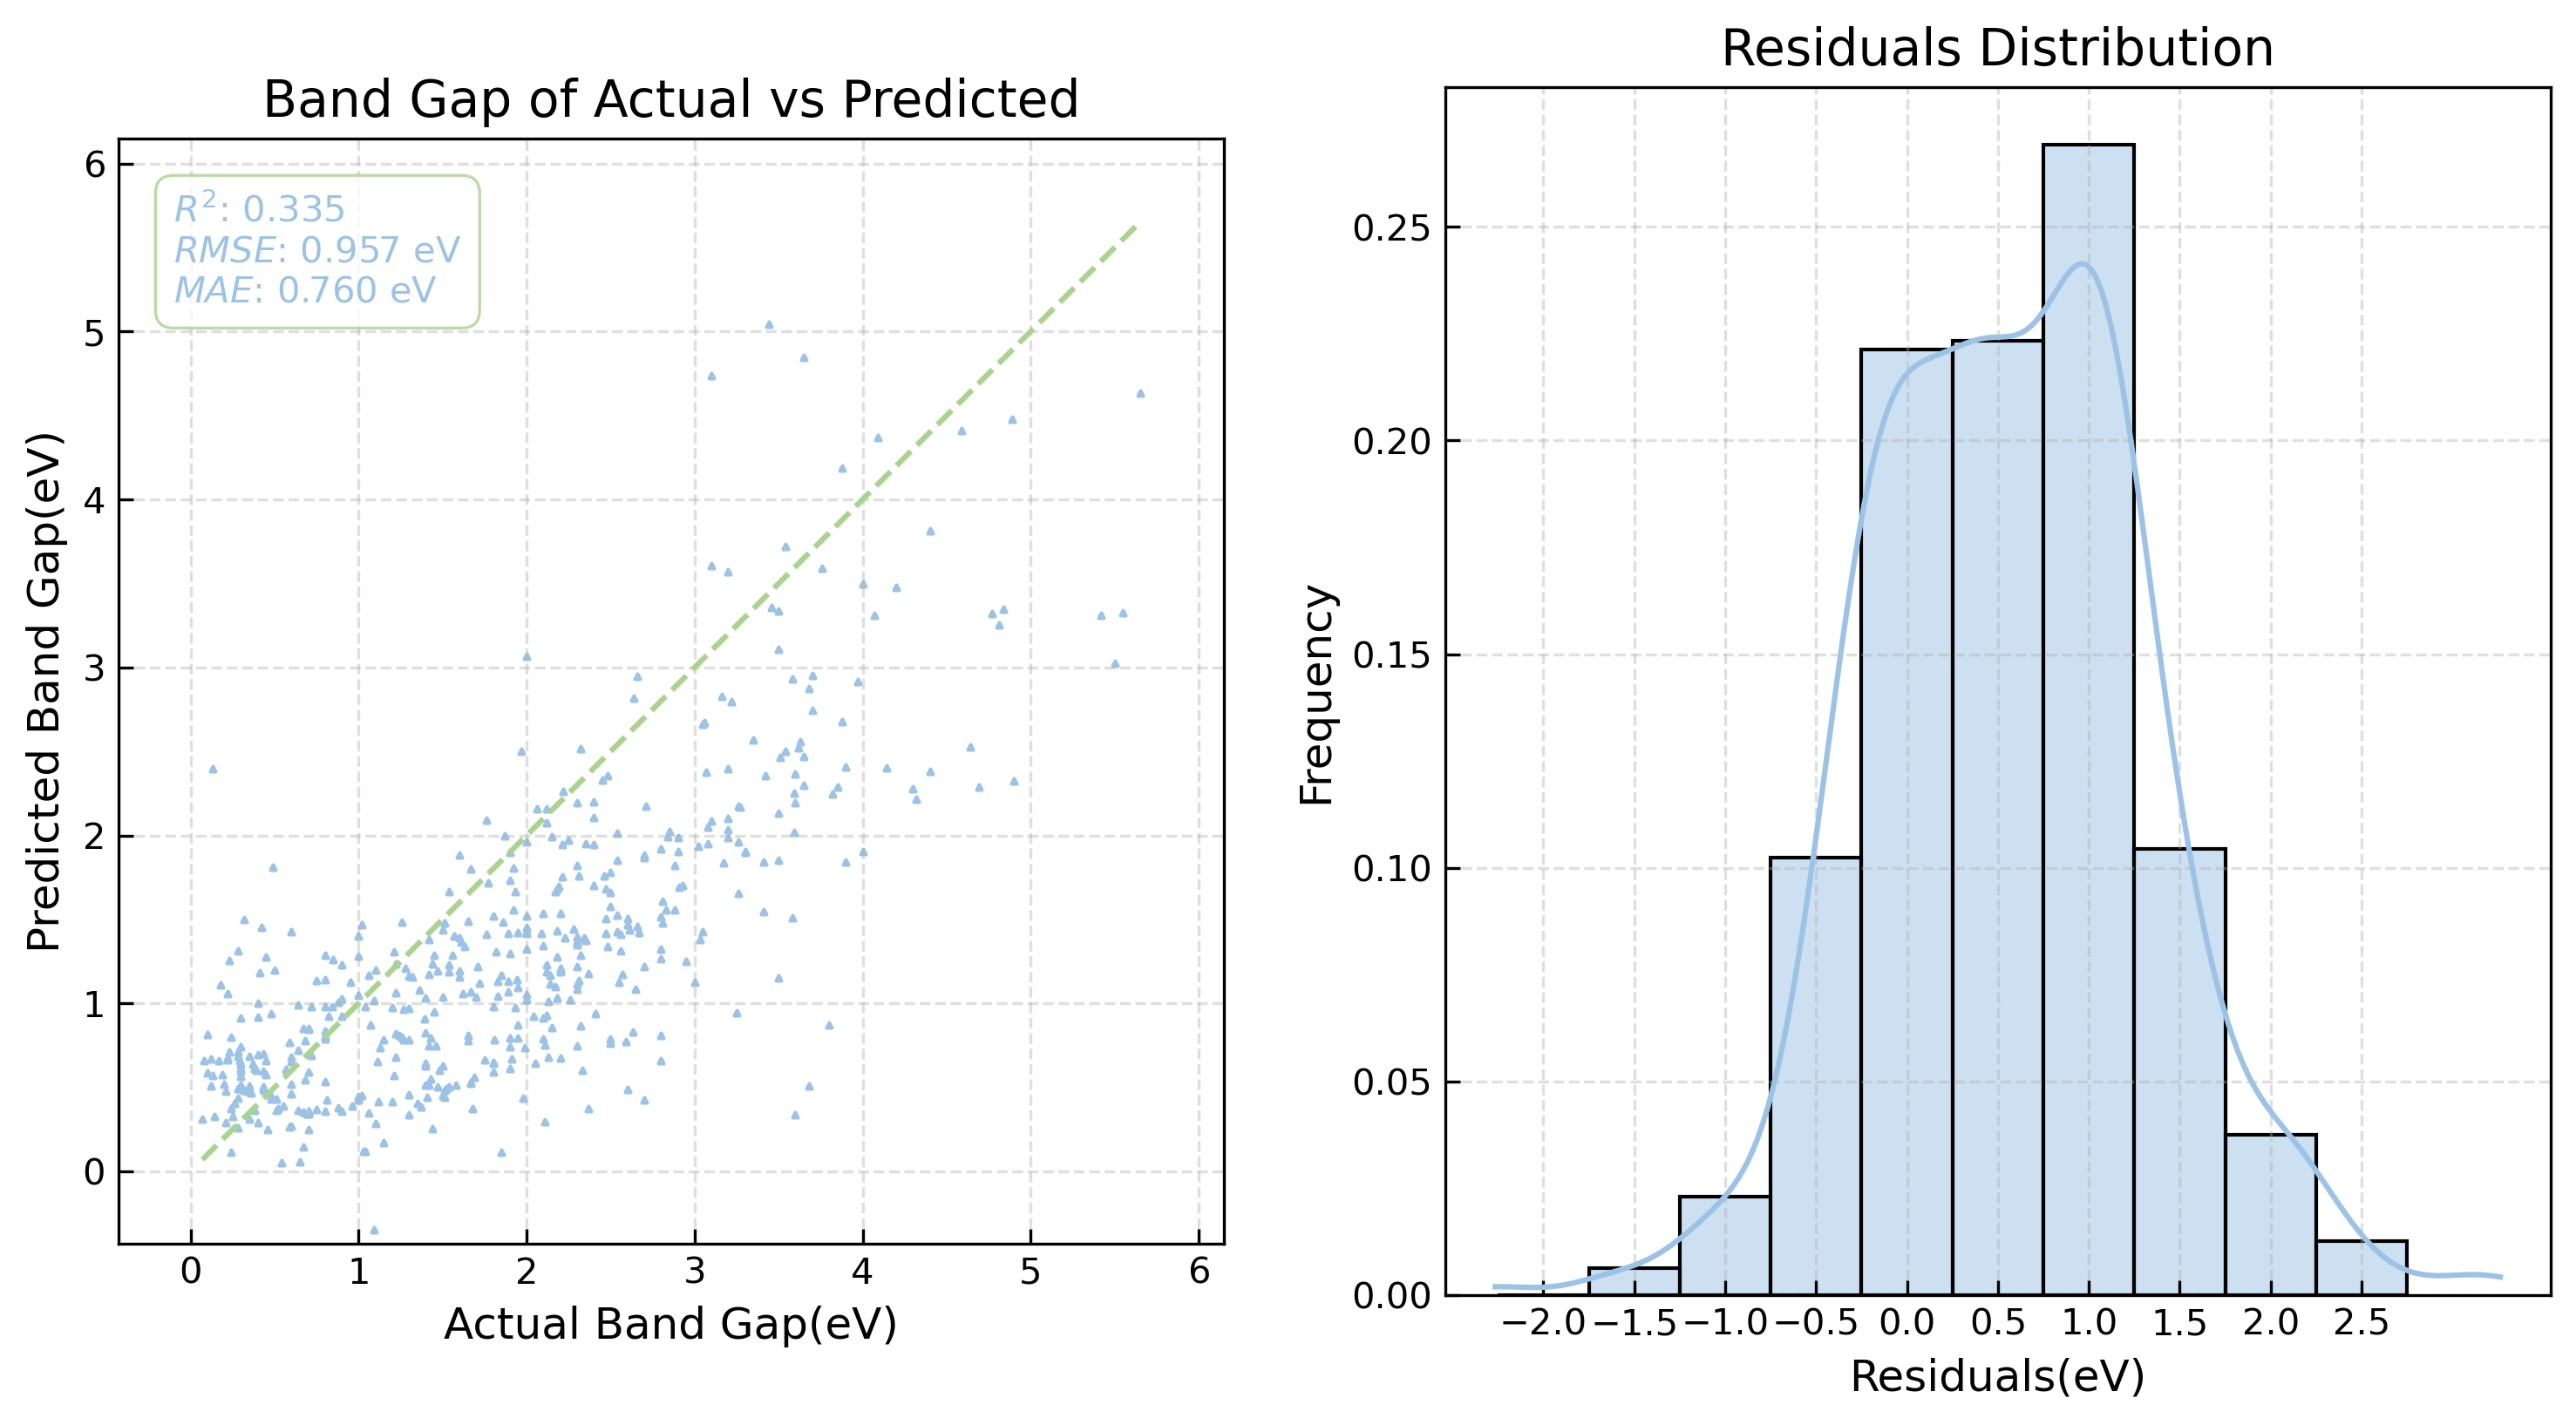 Band Gap of Actual vs Predicted
R²: 0.335
RMSE: 0.957 eV
MAE: 0.760 eV
Predicted Band Gap(eV)
6
5
4
3
2
1
0
0 1 2 3 4 5 6
Actual Band Gap(eV)
Residuals Distribution
Frequency
0.25
0.20
0.15
0.10
0.05
0.00
−2.0 −1.5 −1.0 −0.5 0.0 0.5 1.0 1.5 2.0 2.5
Residuals(eV)